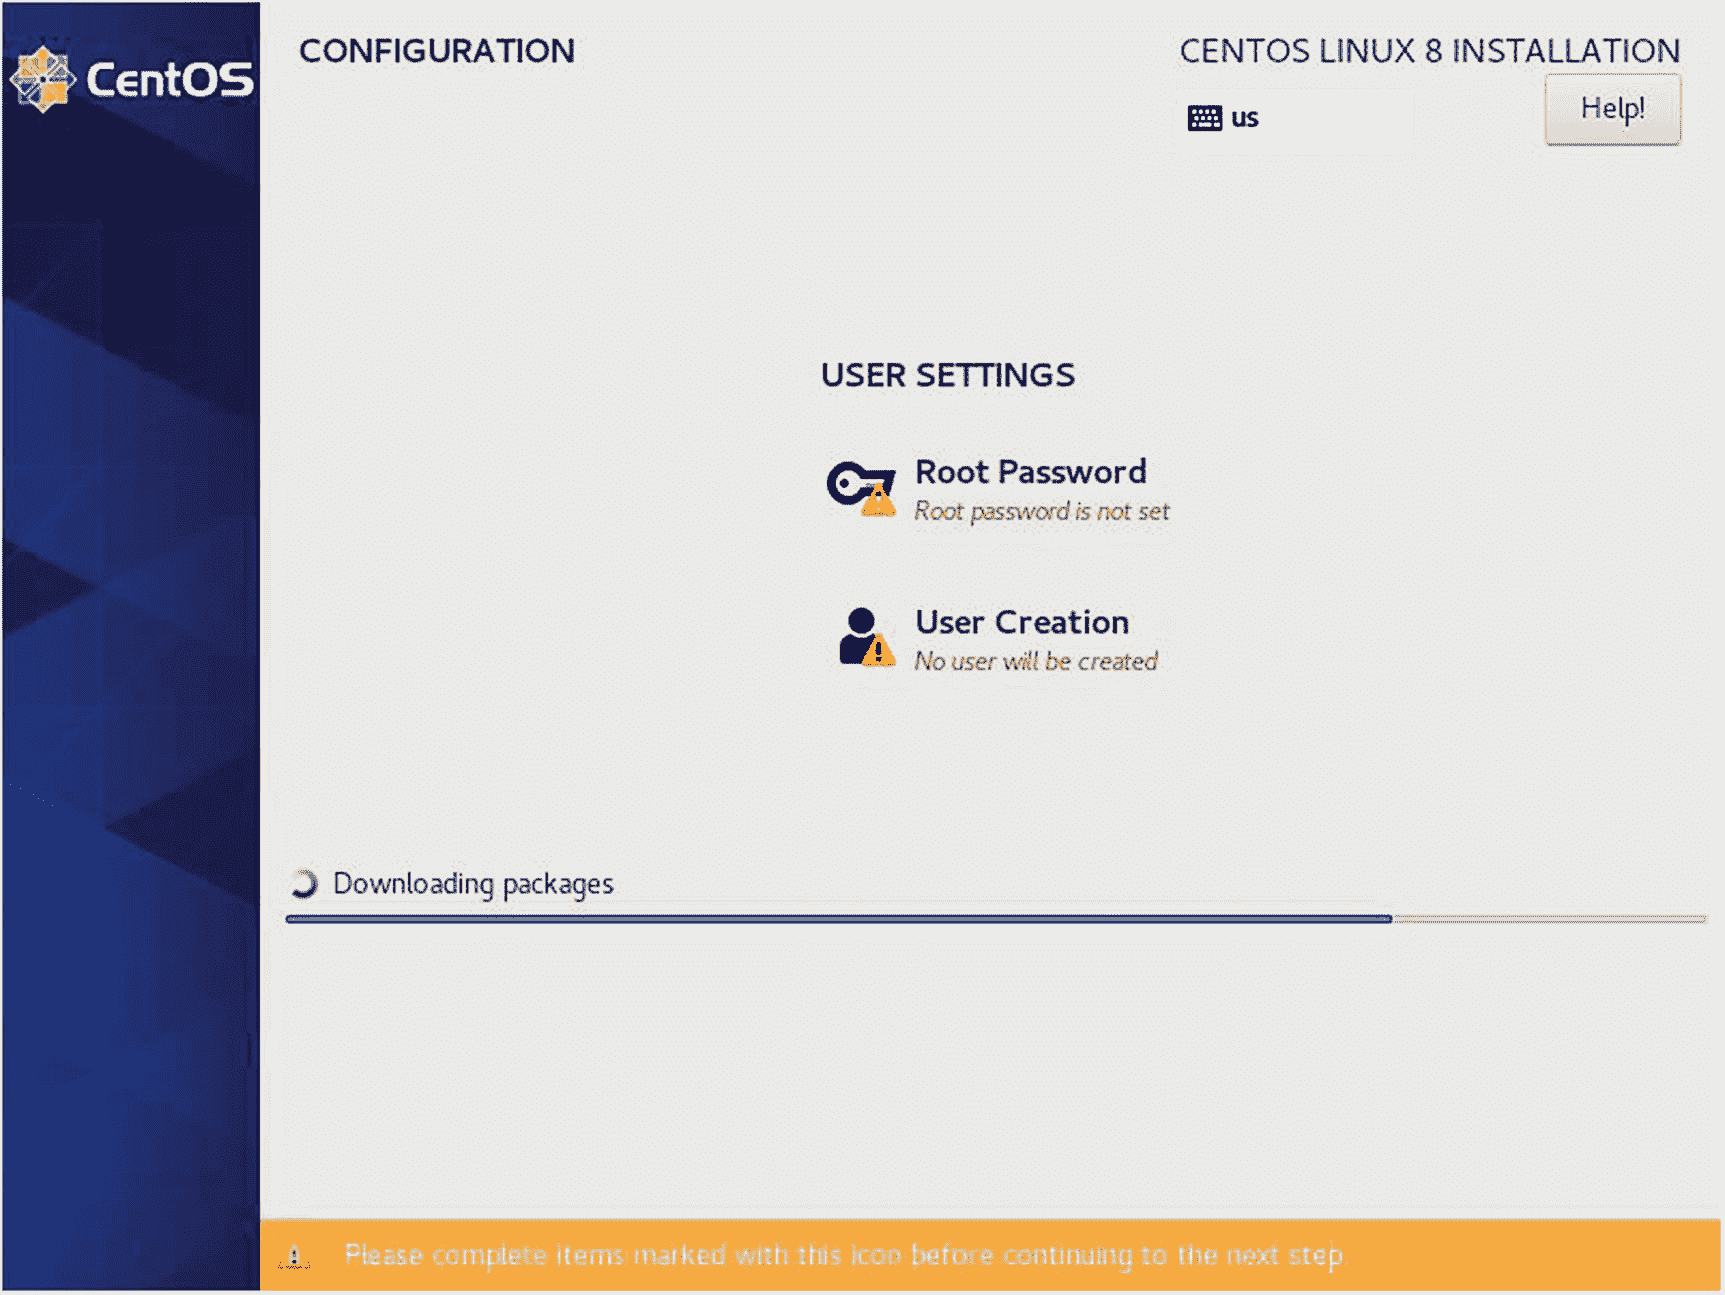 CentOS
CONFIGURATION
CENTOS LINUX 8 INSTALLATION
us
Help!
USER SETTINGS
Root Password
Root password is not set
User Creation
No user will be created
Downloading packages
Please complete items marked with this icon before continuing to the next step